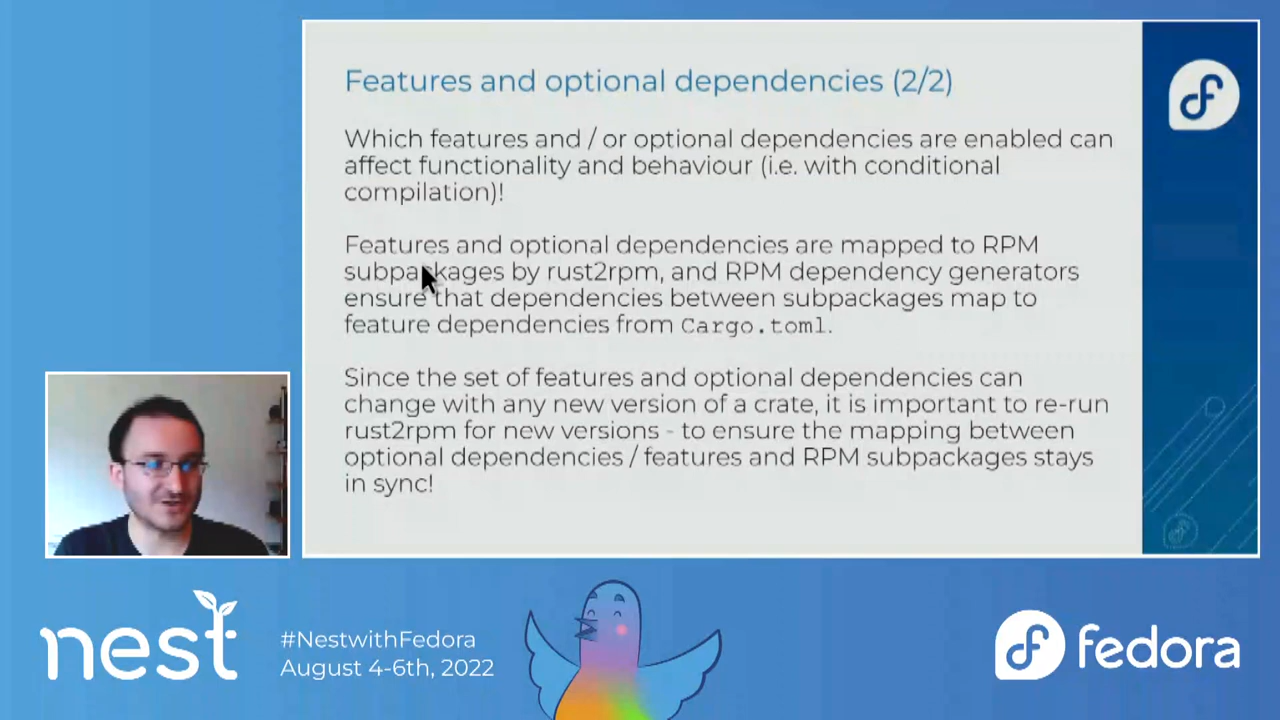 Features and optional dependencies (2/2)
Which features and / or optional dependencies are enabled can
affect functionality and behaviour (i.e. with conditional
compilation)!
Features and optional dependencies are mapped to RPM
subpackages by rust2rpm, and RPM dependency generators
ensure that dependencies between subpackages map to
feature dependencies from Cargo.toml.
Since the set of features and optional dependencies can
change with any new version of a crate, it is important to re-run
rust2rpm for new versions - to ensure the mapping between
optional dependencies / features and RPM subpackages stays
in sync!
nest
#NestwithFedora
August 4-6th, 2022
fedora